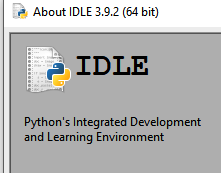 About IDLE 3.9.2 (64 bit)
IDLE
Python's Integrated Development
and Learning Environment